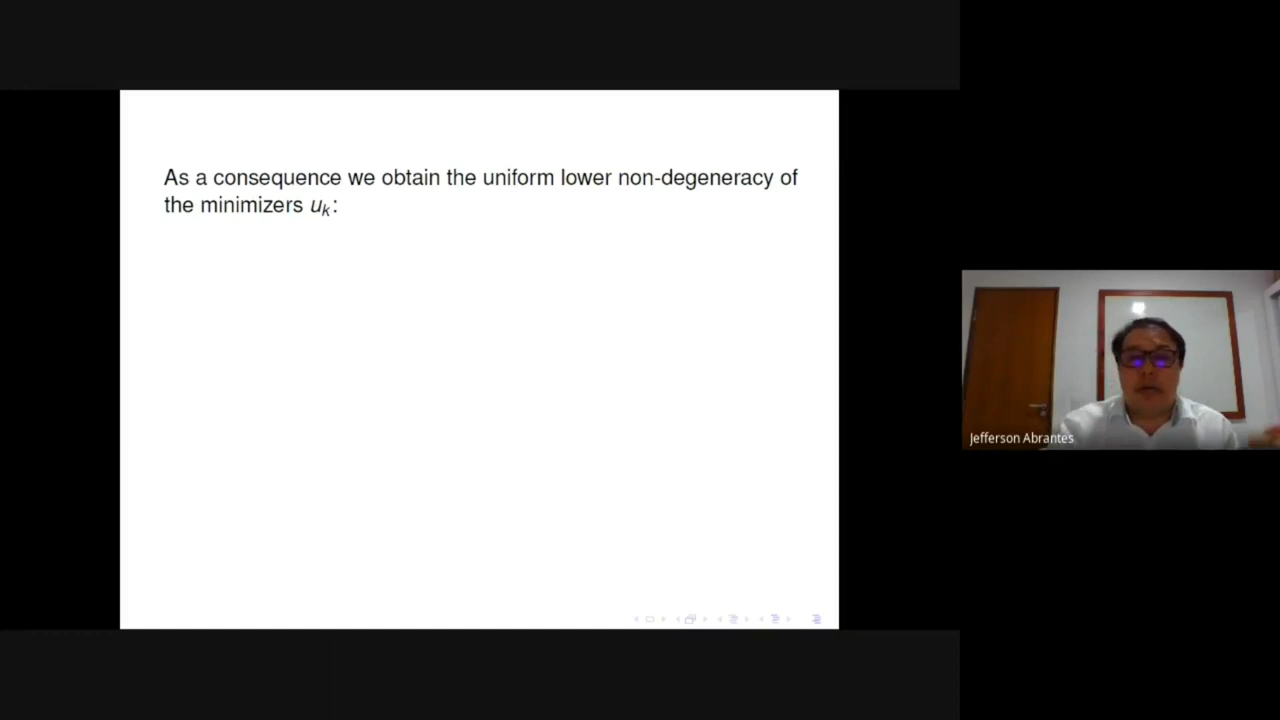 As a consequence we obtain the uniform lower non-degeneracy of
the minimizers u_k:
Jefferson Abrantes